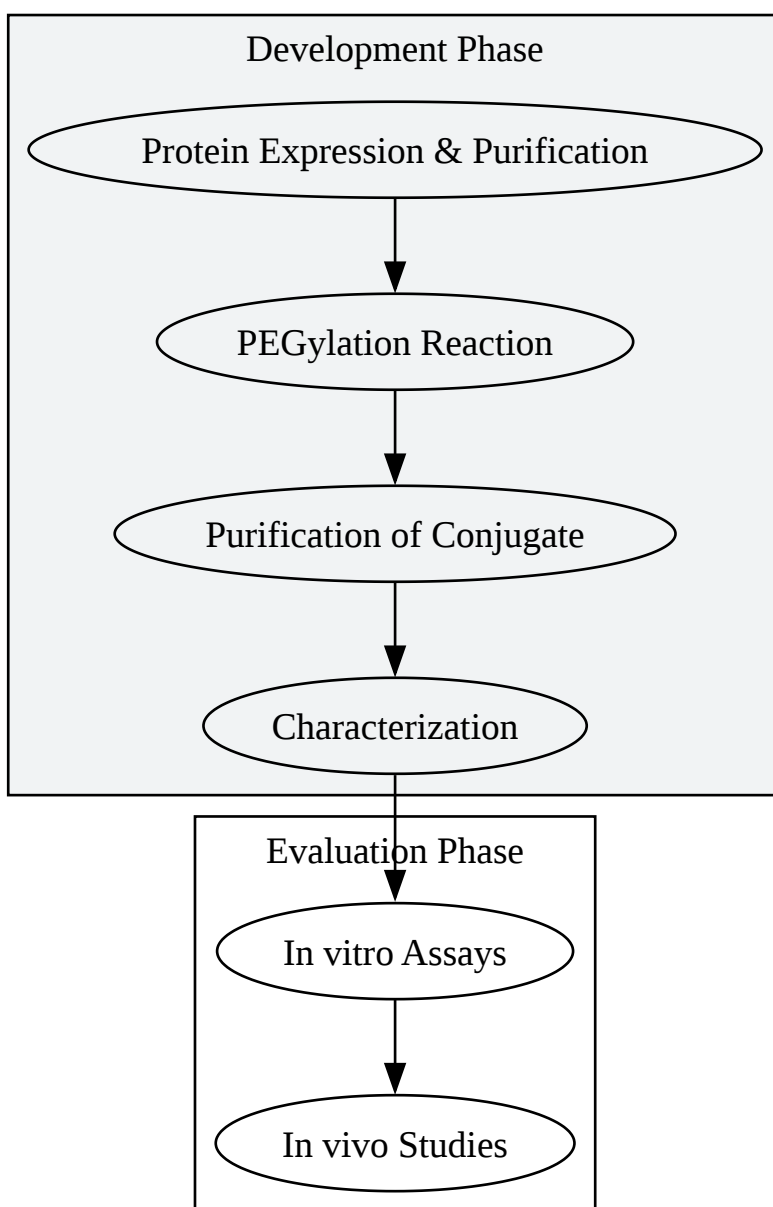 Development Phase
Protein Expression & Purification
PEGylation Reaction
Purification of Conjugate
Characterization
Evaluation Phase
In vitro Assays
In vivo Studies